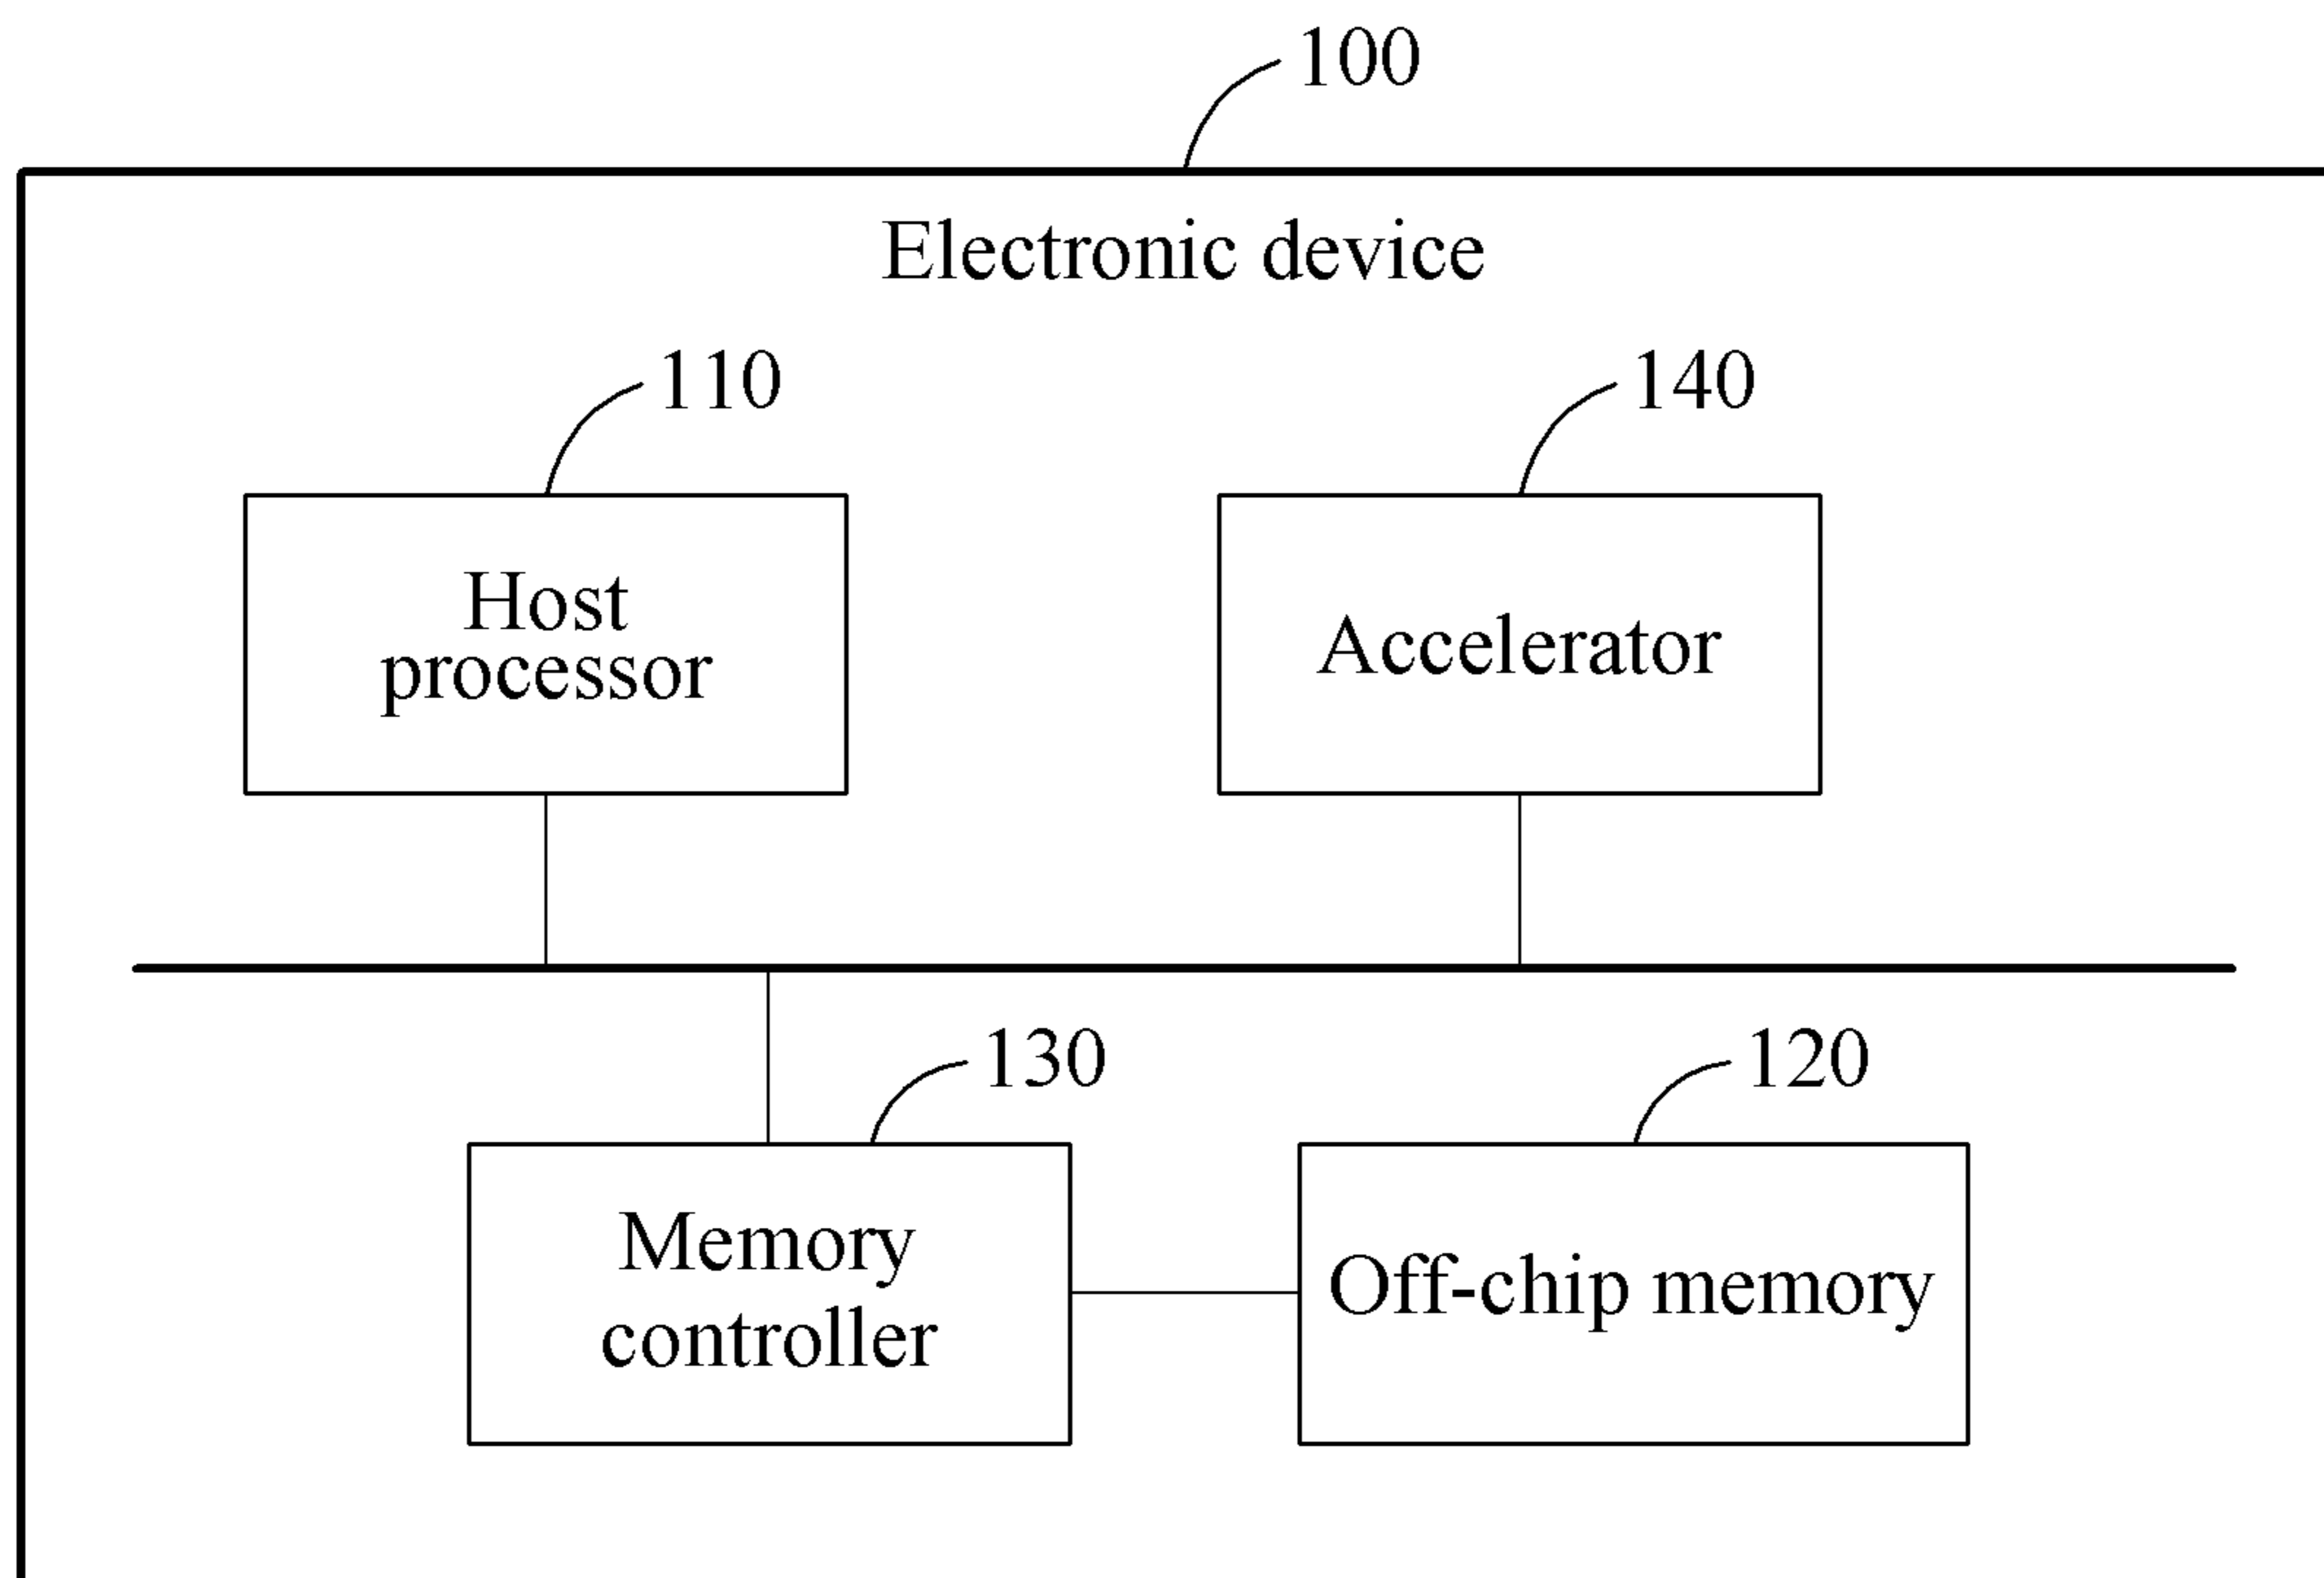 100
Electronic device
110
140
Host
processor
Accelerator
130
120
Memory
controller
Off-chip memory